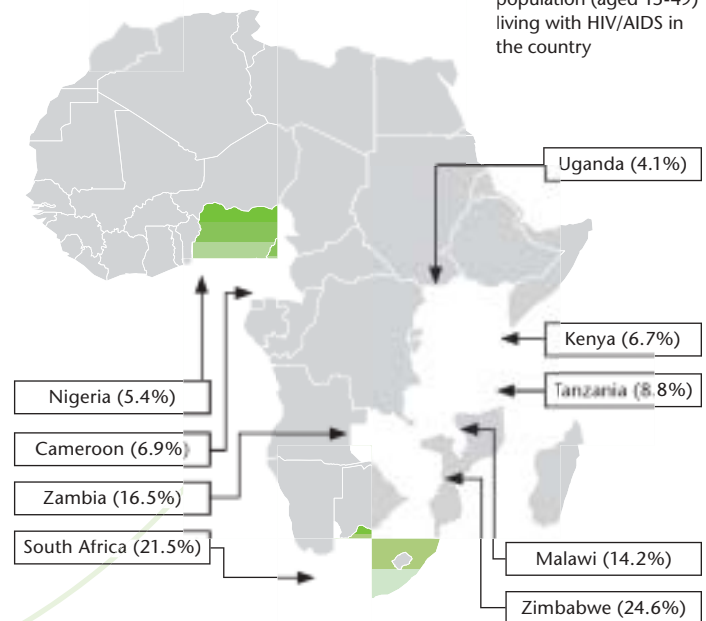 population (aged 15-49)
living with HIV/AIDS in
the country
Uganda (4.1%)
Kenya (6.7%)
Tanzania (8.8%)
Nigeria (5.4%)
Cameroon (6.9%)
Zambia (16.5%)
South Africa (21.5%)
Malawi (14.2%)
Zimbabwe (24.6%)